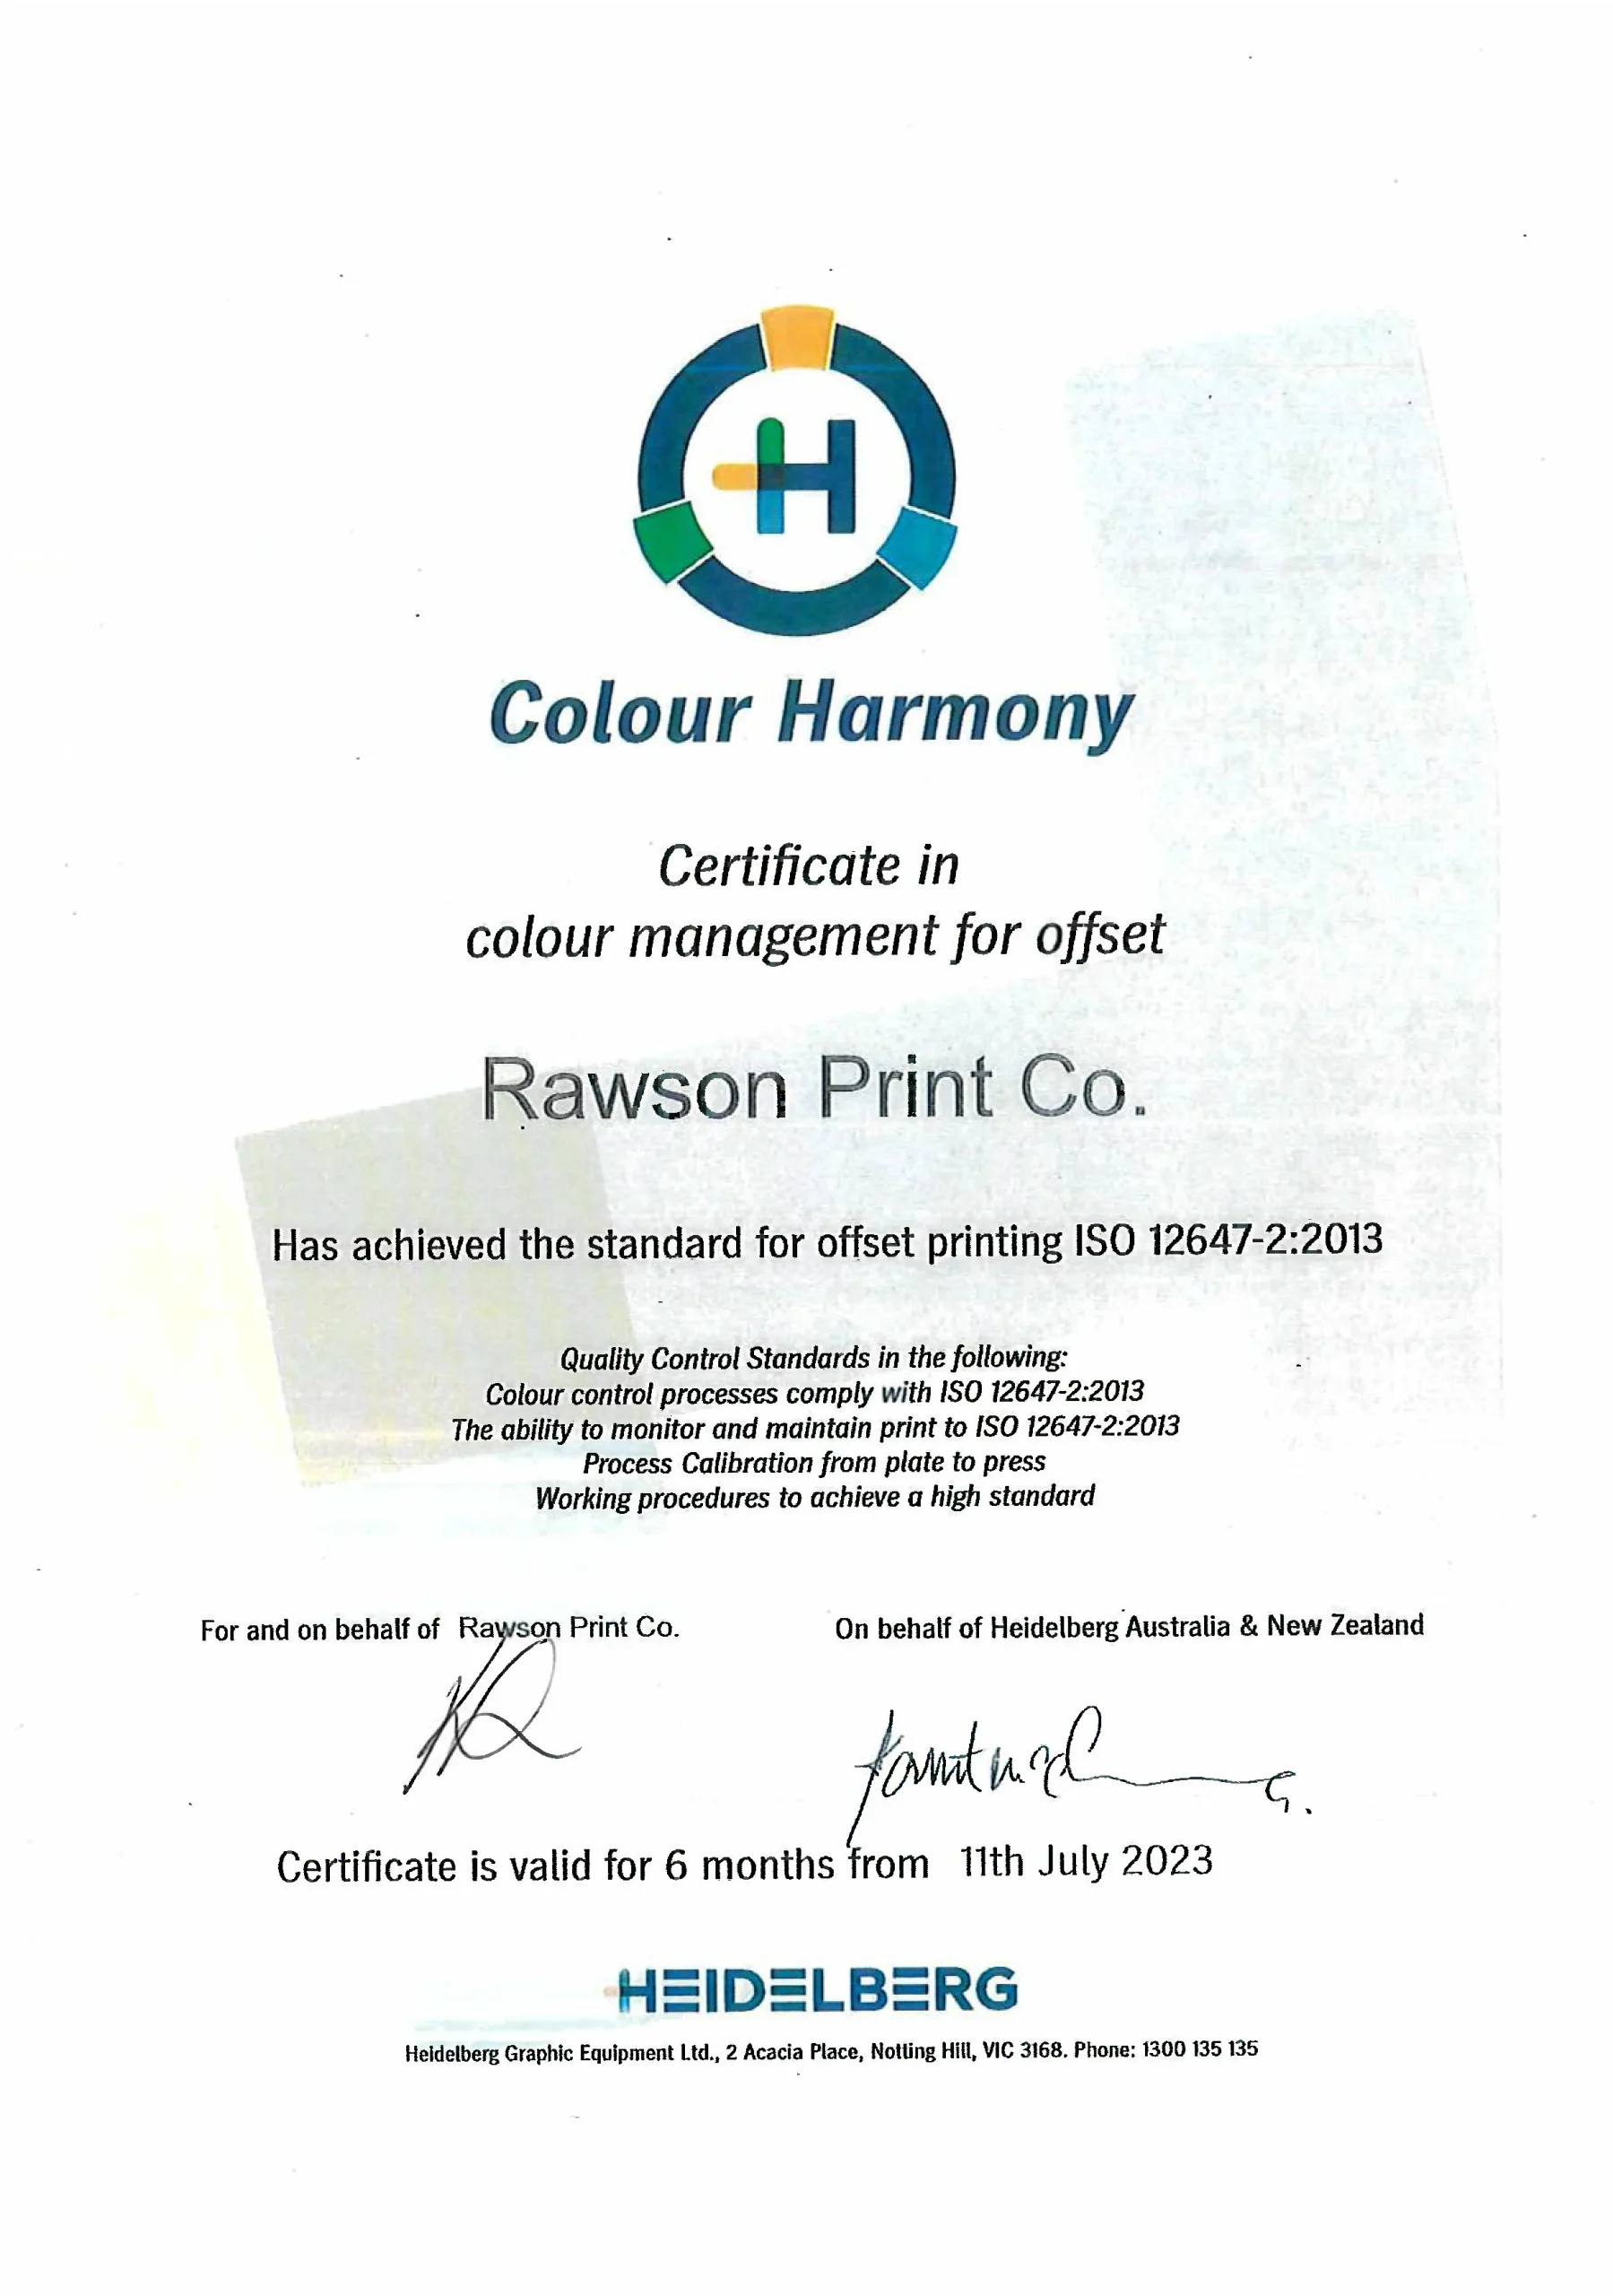 H
Colour Harmony
Certificate in
colour management for offset
Rawson Print Co.
Has achieved the standard for offset printing ISO 12647-2:2013
Quality Control Standards in the following:
Colour control processes comply with ISO 12647-2:2013
The ability to monitor and maintain print to ISO 12647-2:2013
Process Calibration from plate to press
Working procedures to achieve a high standard
For and on behalf of Rawson Print Co.
On behalf of Heidelberg Australia & New Zealand
Certificate is valid for 6 months from 11th July 2023
HEIDELBERG
Heidelberg Graphic Equipment Ltd., 2 Acacia Place, Notting Hill, VIC 3168. Phone: 1300 135 135